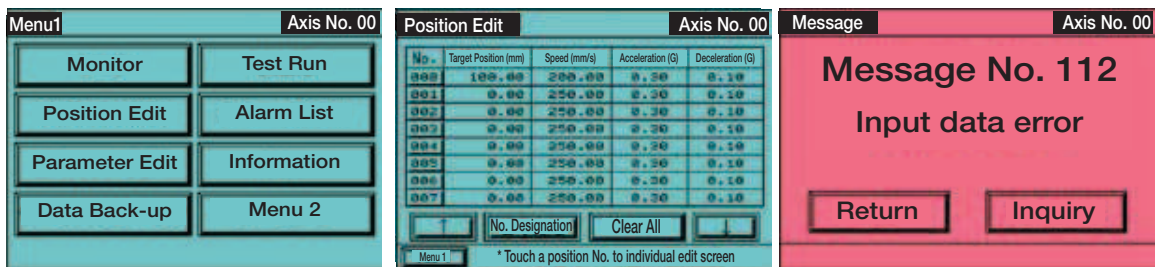 Menu1 Axis No. 00
Monitor Test Run
Position Edit Alarm List
Parameter Edit Information
Data Back-up Menu 2
Position Edit Axis No. 00
No. Target Position (mm) Speed (mm/s) Acceleration (G) Deceleration (G)
000 100.00 200.00 0.30 0.10
001 0.00 250.00 0.30 0.10
002 0.00 250.00 0.30 0.10
003 0.00 250.00 0.30 0.10
004 0.00 250.00 0.30 0.10
005 0.00 250.00 0.30 0.10
006 0.00 250.00 0.30 0.10
007 0.00 250.00 0.30 0.10
↑ No. Designation Clear All ↓
Menu 1 * Touch a position No. to individual edit screen
Message Axis No. 00
Message No. 112
Input data error
Return Inquiry